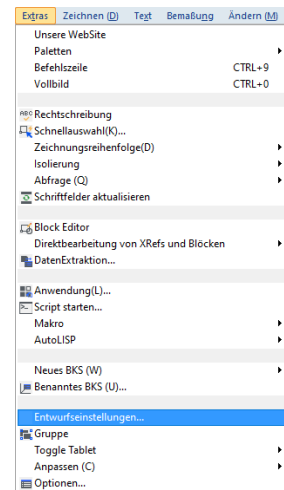 Extras Zeichnen (D) Text Bemaßung Ändern (M)
Unsere WebSite
Paletten
Befehlszeile CTRL+9
Vollbild CTRL+0
ABC Rechtschreibung
Schnellauswahl(K)...
Zeichnungsreihenfolge(D)
Isolierung
Abfrage (Q)
Schriftfelder aktualisieren
Block Editor
Direktbearbeitung von XRefs und Blöcken
DatenExtraktion...
Anwendung(L)...
Script starten...
Makro
AutoLISP
Neues BKS (W)
Benanntes BKS (U)...
Entwurfseinstellungen...
Gruppe
Toggle Tablet
Anpassen (C)
Optionen...